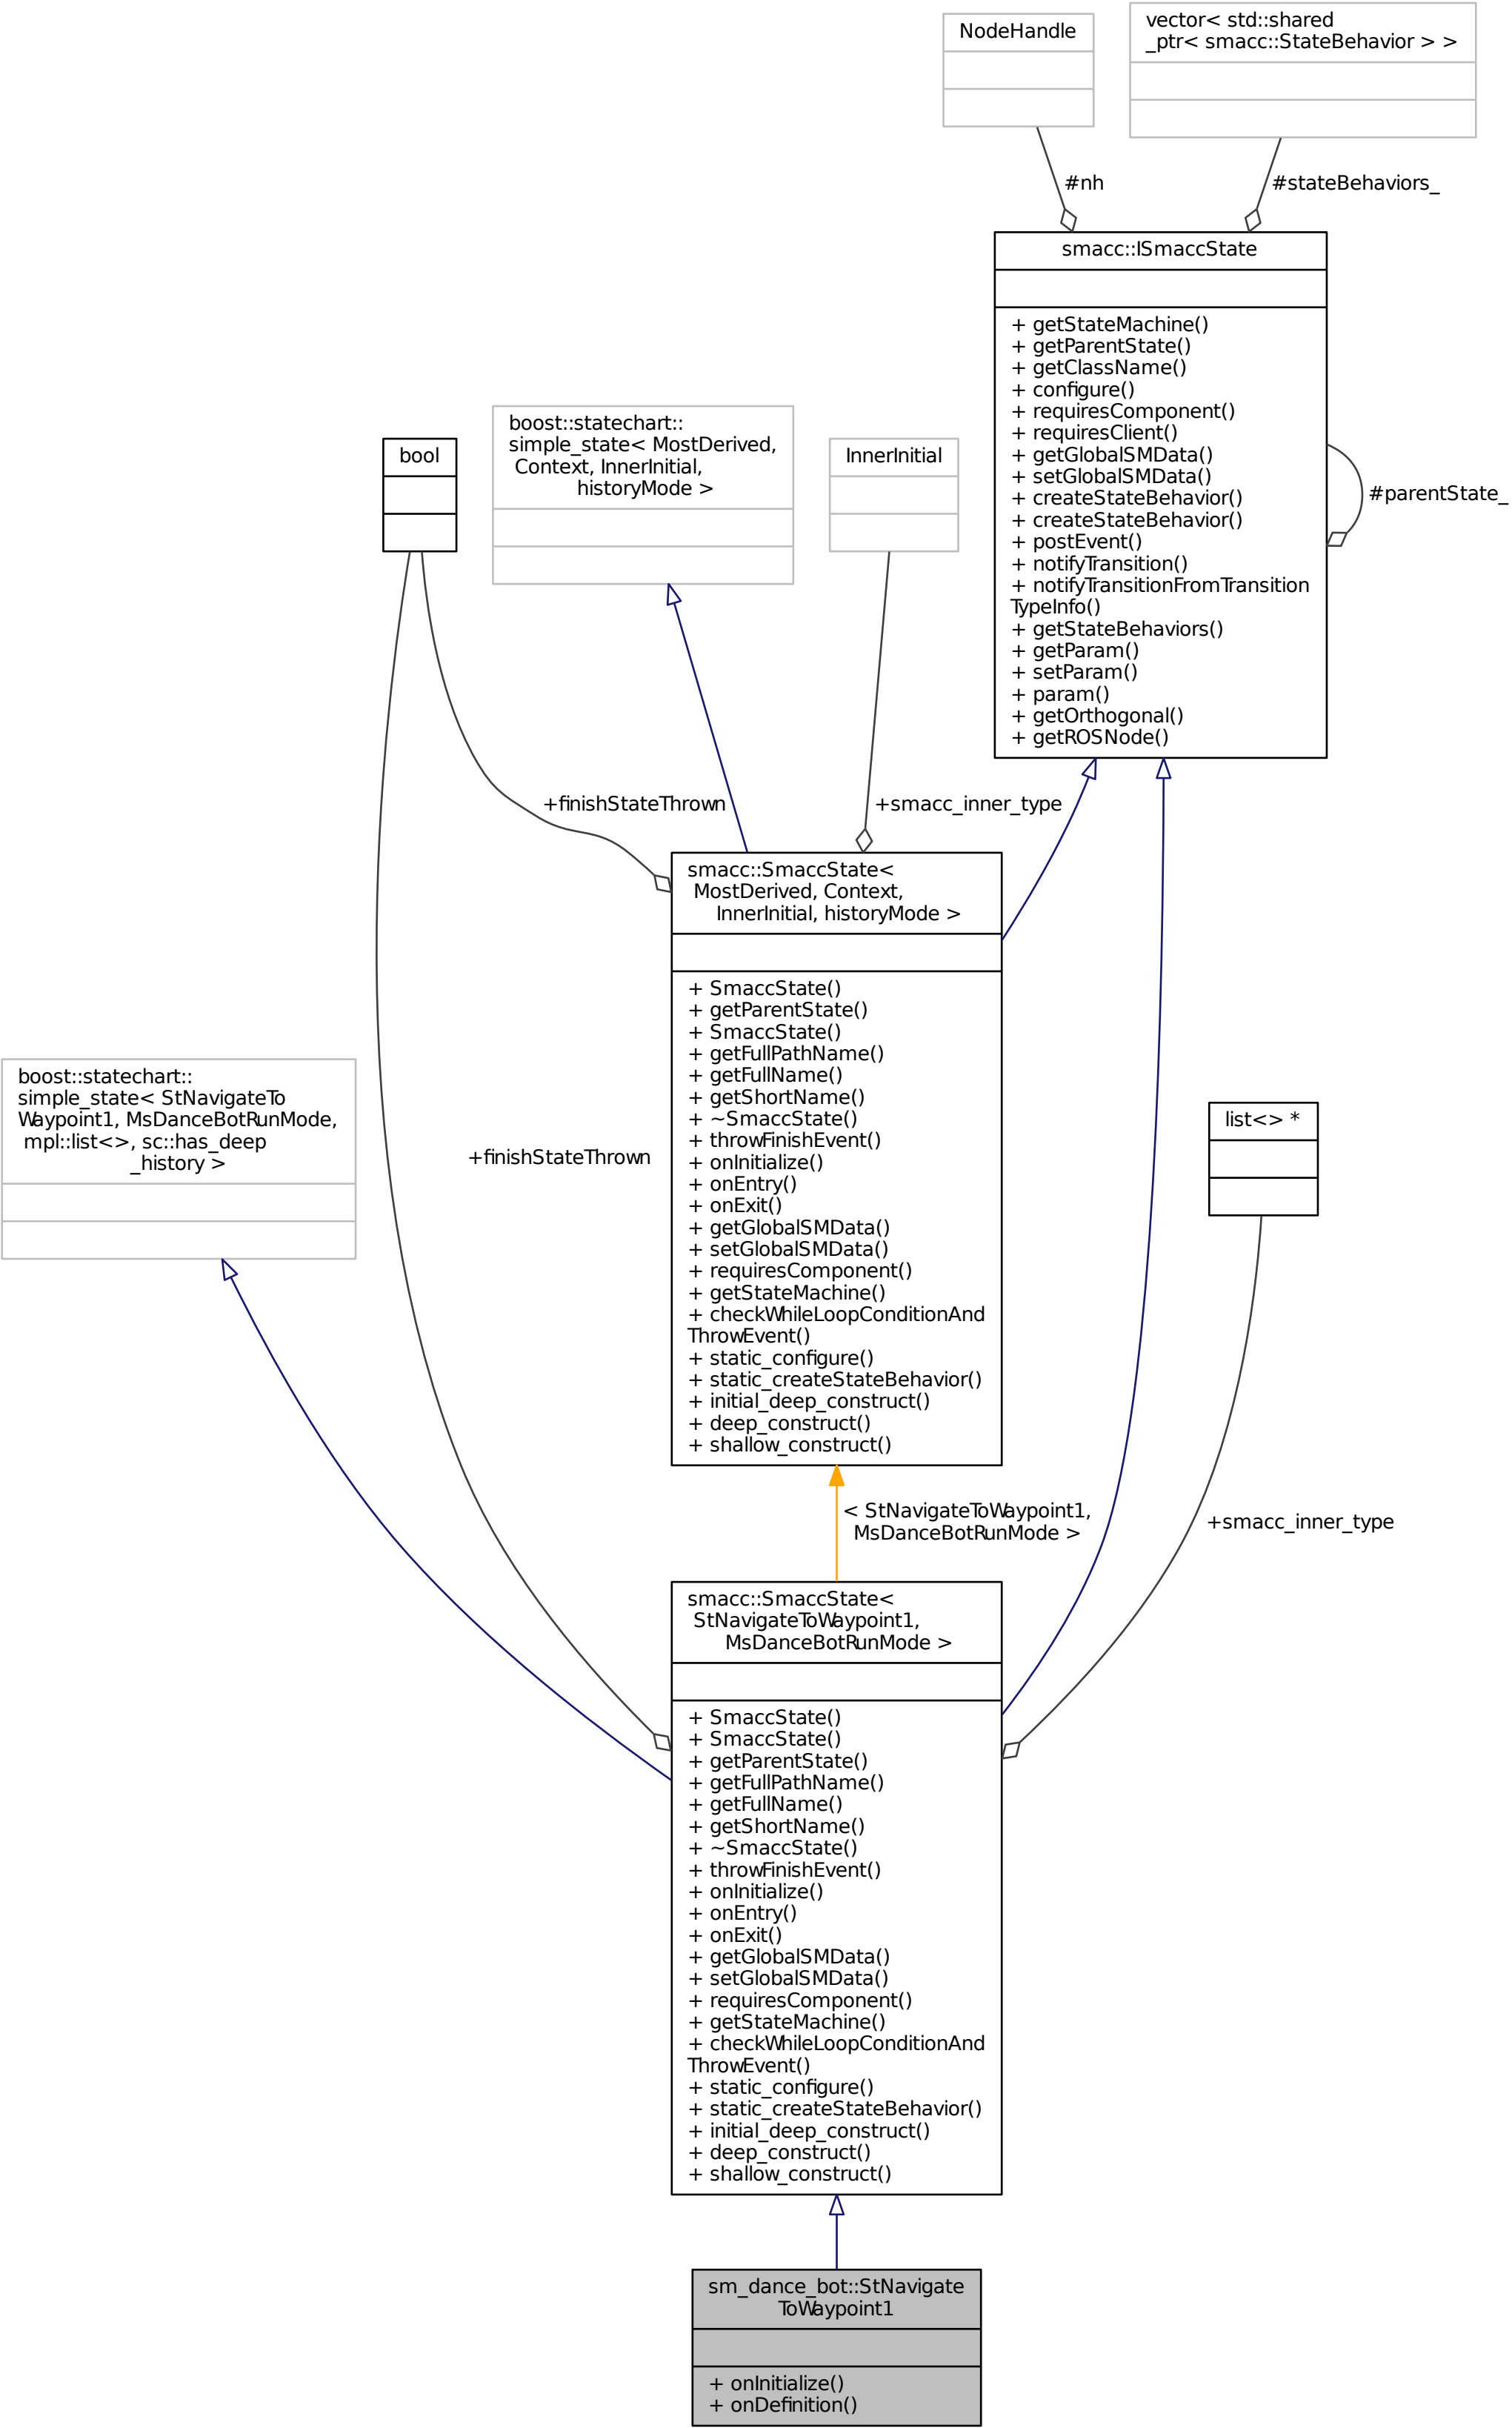 NodeHandle
vector< std::shared
_ptr< smacc::StateBehavior > >
#nh
#stateBehaviors_
smacc::ISmaccState
+ getStateMachine()
+ getParentState()
+ getClassName()
+ configure()
+ requiresComponent()
+ requiresClient()
+ getGlobalSMData()
+ setGlobalSMData()
+ createStateBehavior()
+ createStateBehavior()
+ postEvent()
+ notifyTransition()
+ notifyTransitionFromTransition
TypeInfo()
+ getStateBehaviors()
+ getParam()
+ setParam()
+ param()
+ getOrthogonal()
+ getROSNode()
#parentState_
bool
boost::statechart::
simple_state< MostDerived,
Context, InnerInitial,
historyMode >
InnerInitial
+finishStateThrown
+smacc_inner_type
smacc::SmaccState<
MostDerived, Context,
InnerInitial, historyMode >
+ SmaccState()
+ getParentState()
+ SmaccState()
+ getFullPathName()
+ getFullName()
+ getShortName()
+ ~SmaccState()
+ throwFinishEvent()
+ onInitialize()
+ onEntry()
+ onExit()
+ getGlobalSMData()
+ setGlobalSMData()
+ requiresComponent()
+ getStateMachine()
+ checkWhileLoopConditionAnd
ThrowEvent()
+ static_configure()
+ static_createStateBehavior()
+ initial_deep_construct()
+ deep_construct()
+ shallow_construct()
boost::statechart::
simple_state< StNavigateTo
Waypoint1, MsDanceBotRunMode,
mpl::list<>, sc::has_deep
_history >
+finishStateThrown
list<> *
< StNavigateToWaypoint1,
MsDanceBotRunMode >
+smacc_inner_type
smacc::SmaccState<
StNavigateToWaypoint1,
MsDanceBotRunMode >
+ SmaccState()
+ SmaccState()
+ getParentState()
+ getFullPathName()
+ getFullName()
+ getShortName()
+ ~SmaccState()
+ throwFinishEvent()
+ onInitialize()
+ onEntry()
+ onExit()
+ getGlobalSMData()
+ setGlobalSMData()
+ requiresComponent()
+ getStateMachine()
+ checkWhileLoopConditionAnd
ThrowEvent()
+ static_configure()
+ static_createStateBehavior()
+ initial_deep_construct()
+ deep_construct()
+ shallow_construct()
sm_dance_bot::StNavigate
ToWaypoint1
+ onInitialize()
+ onDefinition()